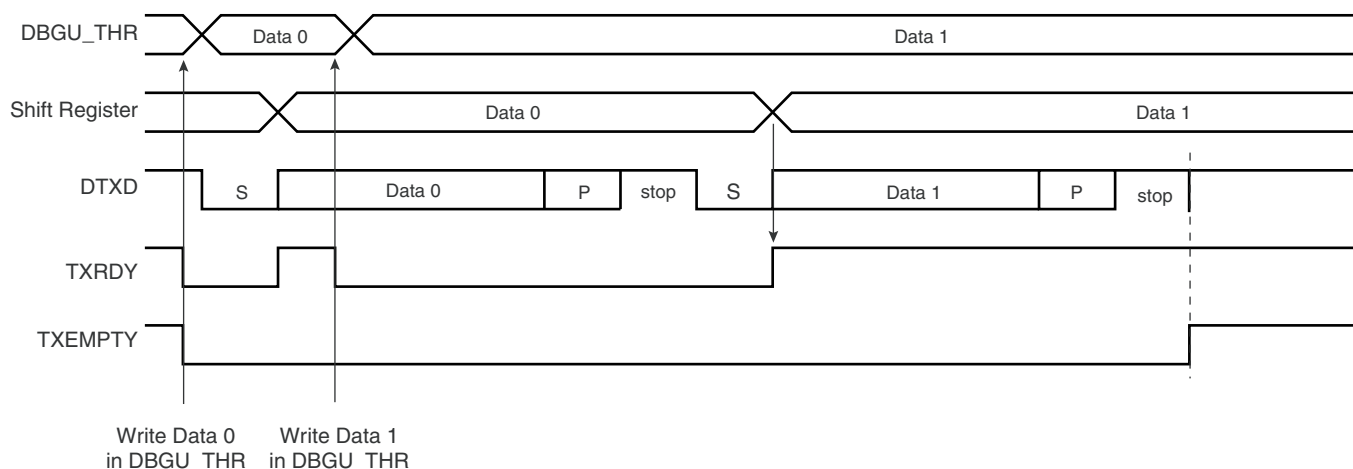 DBGU_THR
Data 0
Data 1
Shift Register
Data 0
Data 1
DTXD
S
Data 0
P
stop
S
Data 1
P
stop
TXRDY
TXEMPTY
Write Data 0
in DBGU_THR
Write Data 1
in DBGU_THR